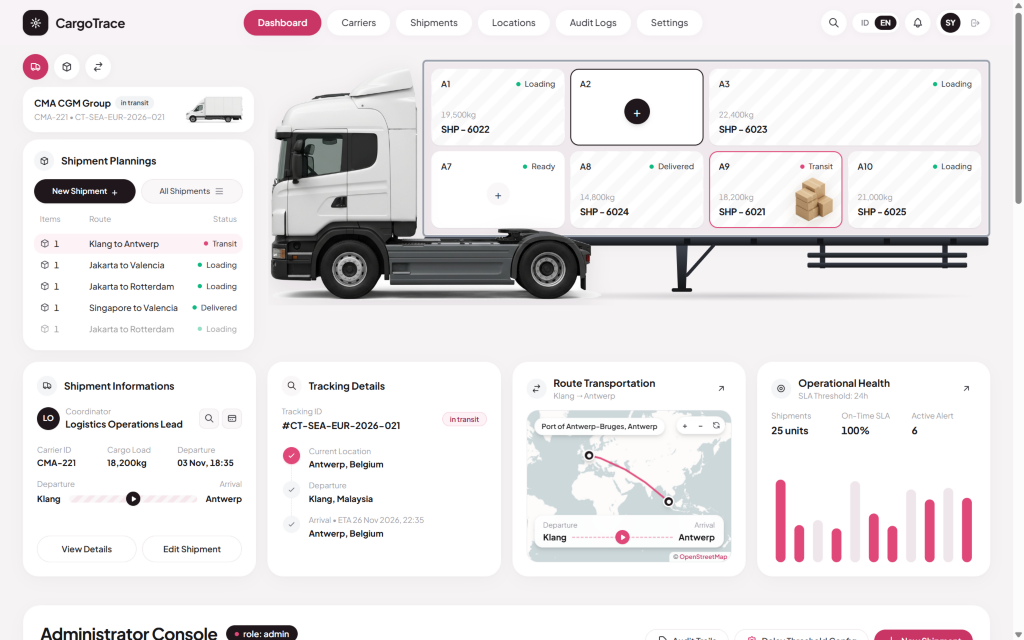 CargoTrace
Dashboard
Carriers
Shipments
Locations
Audit Logs
Settings
ID EN
SY
CMA CGM Group in transit
CMA-221 • CT-SEA-EUR-2026-021
Shipment Plannings
New Shipment +
All Shipments
Items Route Status
1 Klang to Antwerp Transit
1 Jakarta to Valencia Loading
1 Jakarta to Rotterdam Loading
1 Singapore to Valencia Delivered
1 Jakarta to Rotterdam Loading
A1 Loading
19,500kg
SHP - 6022
A2
+
A3 Loading
22,400kg
SHP - 6023
A7 Ready
+
A8 Delivered
14,800kg
SHP - 6024
A9 Transit
18,200kg
SHP - 6021
A10 Loading
21,000kg
SHP - 6025
Shipment Informations
LO
Coordinator
Logistics Operations Lead
Carrier ID Cargo Load Departure
CMA-221 18,200kg 03 Nov, 18:35
Departure Arrival
Klang Antwerp
View Details
Edit Shipment
Tracking Details
Tracking ID
#CT-SEA-EUR-2026-021
in transit
Current Location
Antwerp, Belgium
Departure
Klang, Malaysia
Arrival • ETA 26 Nov 2026, 22:35
Antwerp, Belgium
Route Transportation
Klang → Antwerp
Port of Antwerp-Bruges, Antwerp
+ −
Departure Arrival
Klang Antwerp
© OpenStreetMap
Operational Health
SLA Threshold: 24h
Shipments On-Time SLA Active Alert
25 units 100% 6
Administrator Console
role: admin
Audit Trails
Delay Threshold Config
+ New Shipment